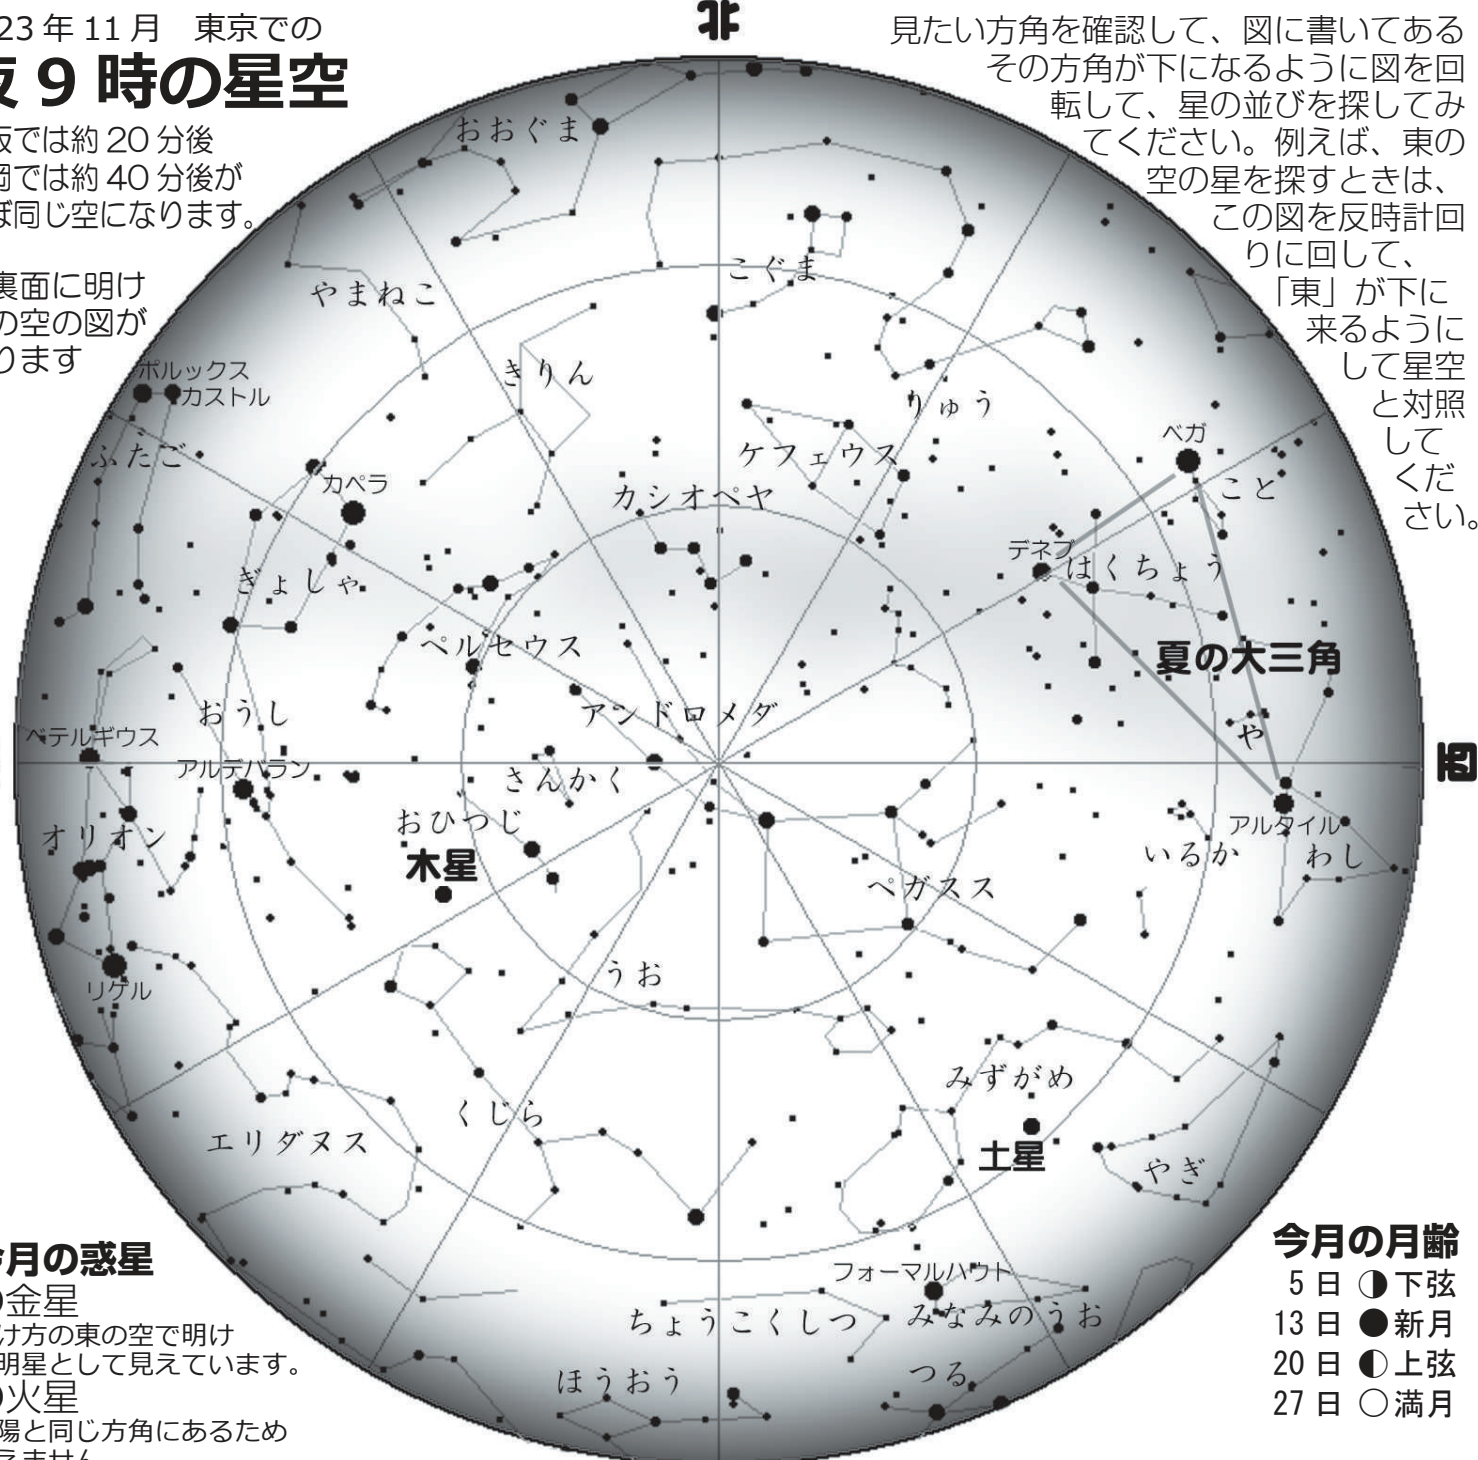 23年11月 東京での
夜9時の星空
阪では約20分後
岡では約40分後が
ぼ同じ空になります。
裏面に明け
の空の図が
ります
北
見たい方角を確認して、図に書いてある
その方角が下になるように図を回
転して、星の並びを探してみ
てください。例えば、東の
空の星を探すときは、
この図を反時計回
りに回して、
「東」が下に
来るように
して星空
と対照
して
くだ
さい。
おおぐま
こぐま
やまねこ
きりん
ポルックス
カストル
りゅう
ふたご
ケフェウス
ベガ
カペラ
カシオペヤ
こと
デネブ
はくちょう
ぎょしゃ
ペルセウス
夏の大三角
おうし
アンドロメダ
や
ベテルギウス
アルデバラン
さんかく
西
おひつじ
アルタイル
オリオン
木星
いるか
わし
ペガスス
うお
リゲル
みずがめ
くじら
エリダヌス
土星
やぎ
フォーマルハウト
ちょうこくしつ
みなみのうお
ほうおう
つる
今月の惑星
金星
け方の東の空で明け
明星として見えています。
火星
陽と同じ方角にあるため
えません
今月の月齢
5日 ◑下弦
13日 ●新月
20日 ◐上弦
27日 ○満月